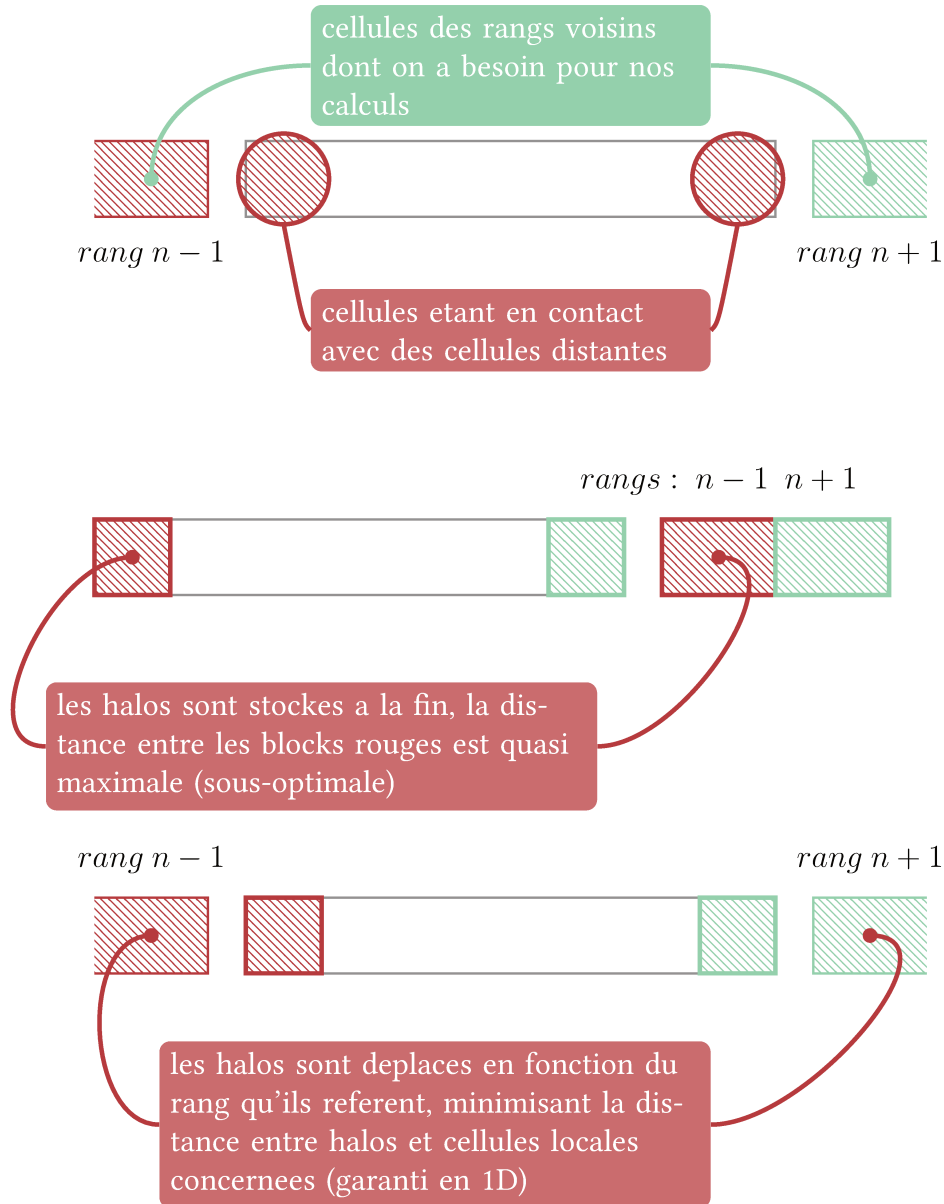 cellules des rangs voisins
dont on a besoin pour nos
calculs
rang n − 1
rang n + 1
cellules etant en contact
avec des cellules distantes
rangs : n − 1 n + 1
les halos sont stockes a la fin, la dis-
tance entre les blocks rouges est quasi
maximale (sous-optimale)
rang n − 1
rang n + 1
les halos sont deplaces en fonction du
rang qu'ils referent, minimisant la dis-
tance entre halos et cellules locales
concernees (garanti en 1D)